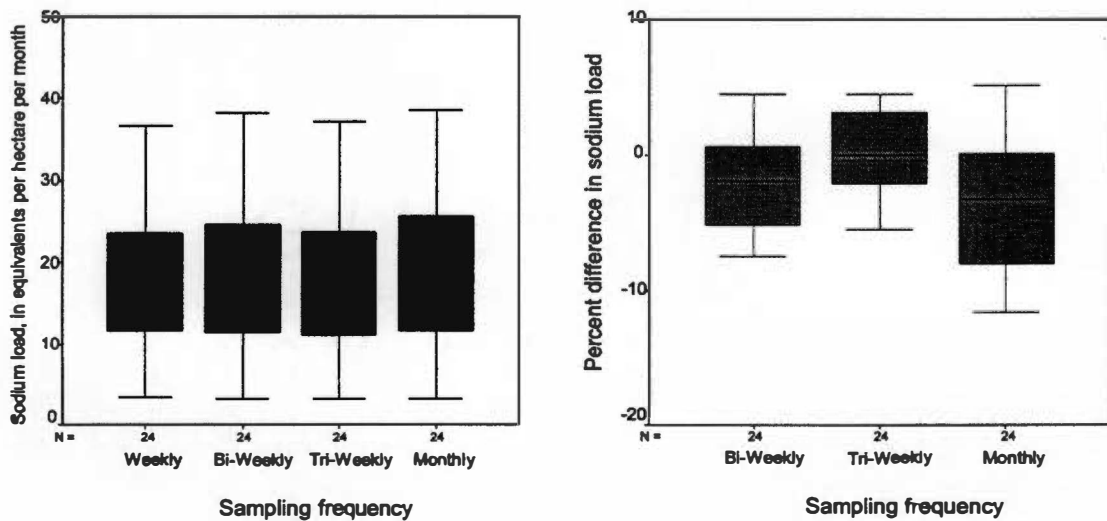 Sodium load, in equivalents per hectare per month
50
40
30
20
10
0
N = 24 24 24 24
Weekly Bi-Weekly Tri-Weekly Monthly
Sampling frequency
Percent difference in sodium load
10
0
-10
-20
N = 24 24 24
Bi-Weekly Tri-Weekly Monthly
Sampling frequency